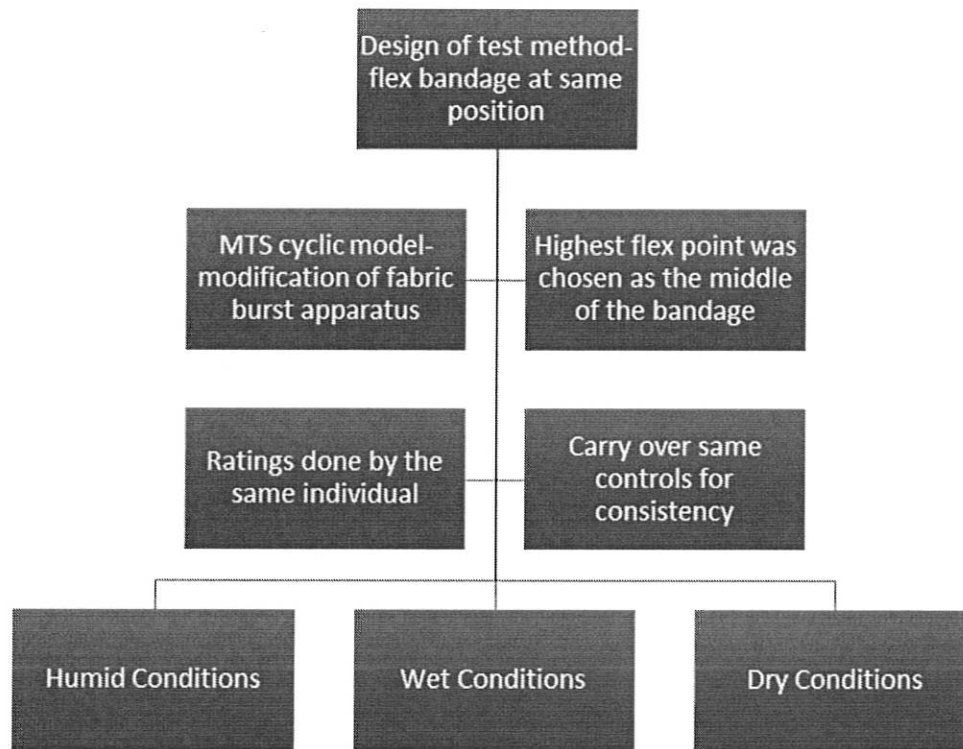 Design of test method-
flex bandage at same
position
MTS cyclic model-
modification of fabric
burst apparatus
Highest flex point was
chosen as the middle
of the bandage
Ratings done by the
same individual
Carry over same
controls for
consistency
Humid Conditions
Wet Conditions
Dry Conditions